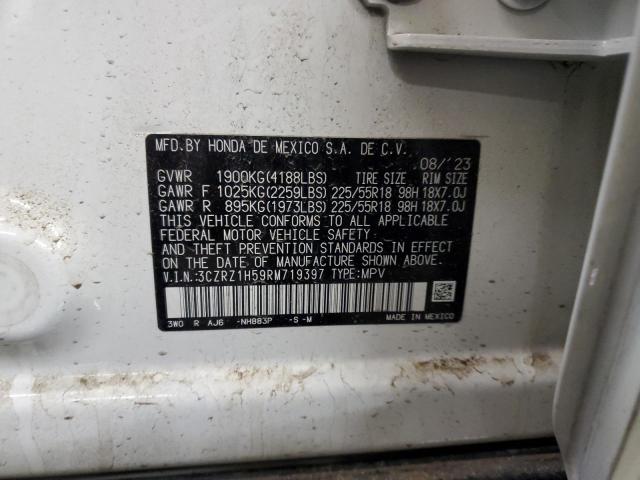 MFD. BY HONDA DE MEXICO S.A. DE C.V.
08/'23
GVWR 1900KG(4188LBS) TIRE SIZE RIM SIZE
GAWR F 1025KG(2259LBS) 225/55R18 98H 18X7.0J
GAWR R 895KG(1973LBS) 225/55R18 98H 18X7.0J
THIS VEHICLE CONFORMS TO ALL APPLICABLE
FEDERAL MOTOR VEHICLE SAFETY, BUMPER,
AND THEFT PREVENTION STANDARDS IN EFFECT
ON THE DATE OF MANUFACTURE SHOWN ABOVE.
V.I.N.:3CZRZ1H59RM719397 TYPE:MPV
3W0 R AJ6 -NH883P -S-M MADE IN MEXICO